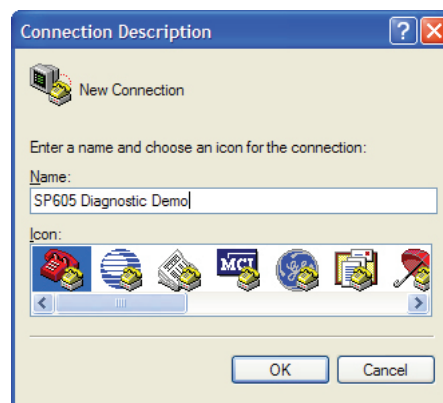 Connection Description
New Connection
Enter a name and choose an icon for the connection:
Name:
SP605 Diagnostic Demo
Icon:
MCI
OK
Cancel